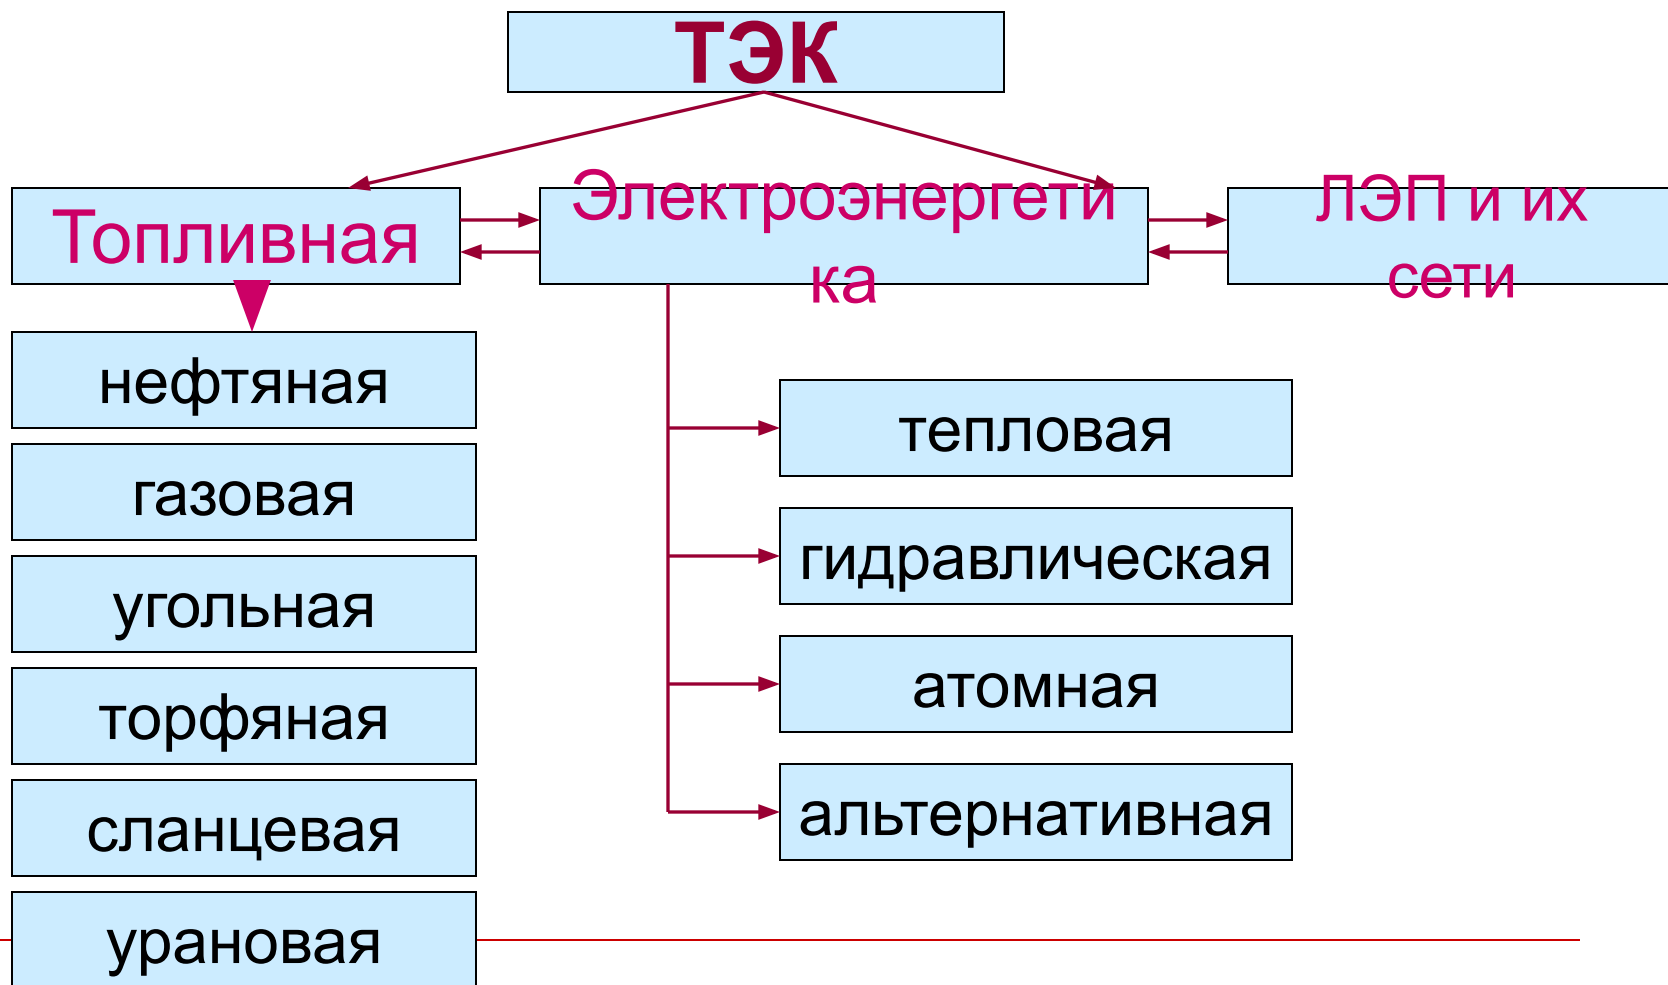 ТЭК
Топливная
Электроэнергети
ка
ЛЭП и их
сети
нефтяная
газовая
угольная
торфяная
сланцевая
урановая
тепловая
гидравлическая
атомная
альтернативная